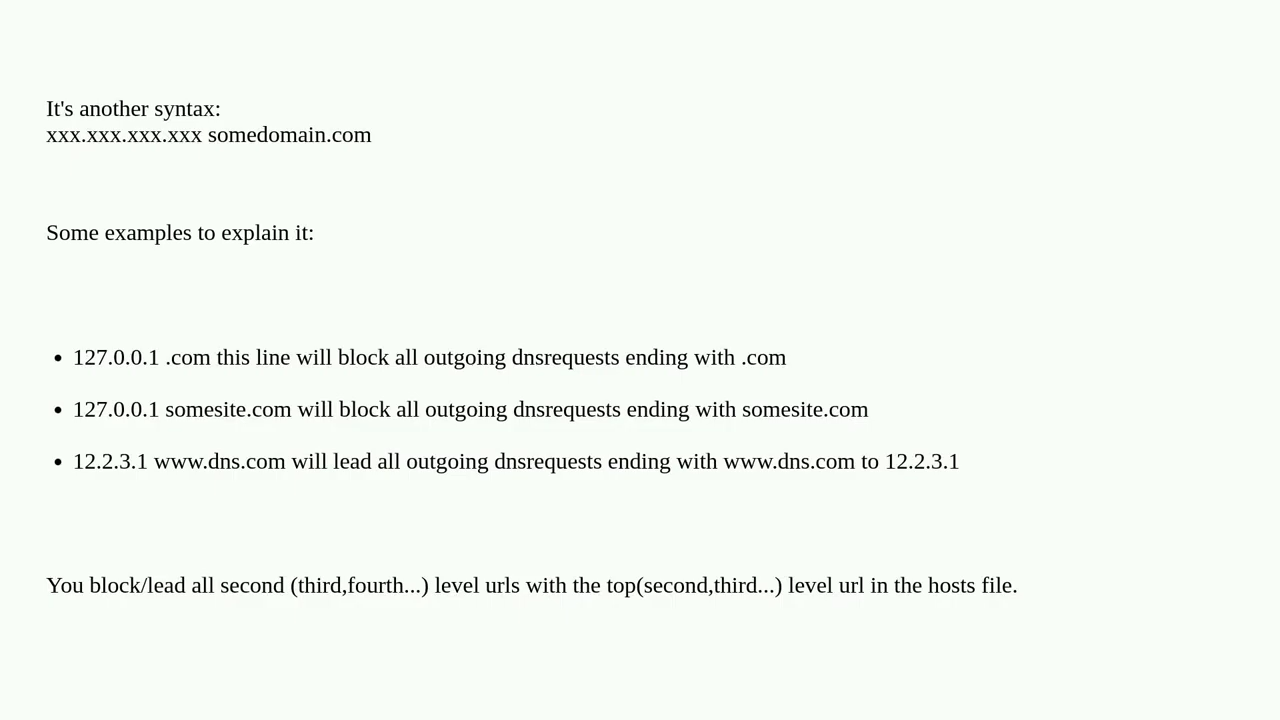 It's another syntax:
xxx.xxx.xxx.xxx somedomain.com
Some examples to explain it:
• 127.0.0.1 .com this line will block all outgoing dnsrequests ending with .com
• 127.0.0.1 somesite.com will block all outgoing dnsrequests ending with somesite.com
• 12.2.3.1 www.dns.com will lead all outgoing dnsrequests ending with www.dns.com to 12.2.3.1
You block/lead all second (third,fourth...) level urls with the top(second,third...) level url in the hosts file.